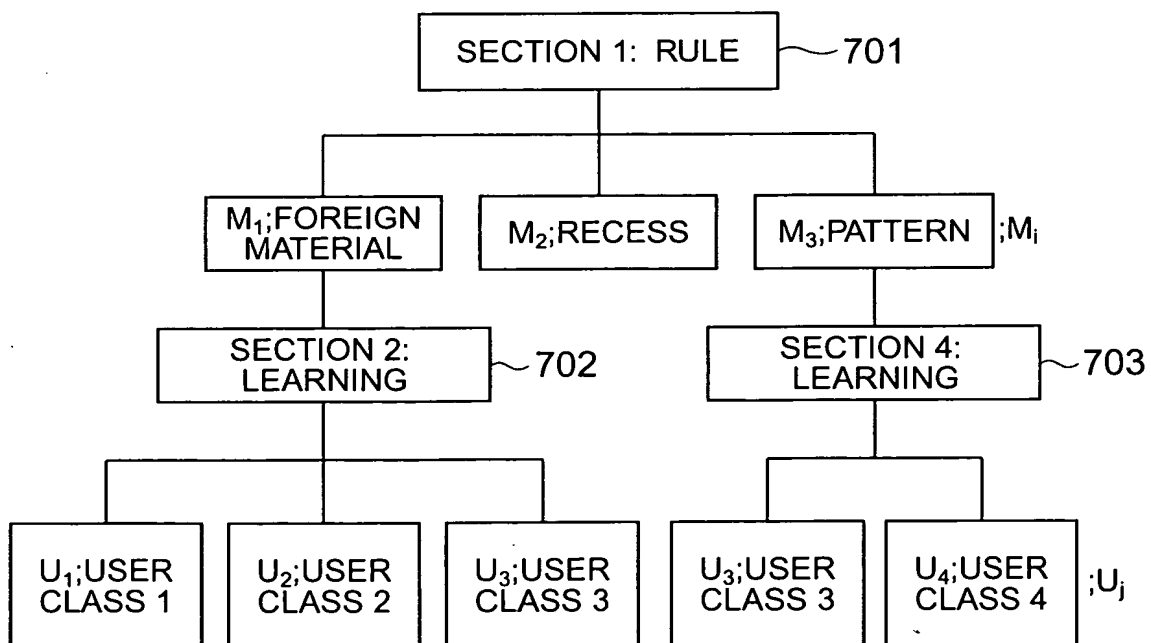 SECTION 1: RULE
701
M₁;FOREIGN
MATERIAL
M₂;RECESS
M₃;PATTERN
;Mᵢ
SECTION 2:
LEARNING
702
SECTION 4:
LEARNING
703
U₁;USER
CLASS 1
U₂;USER
CLASS 2
U₃;USER
CLASS 3
U₃;USER
CLASS 3
U₄;USER
CLASS 4
;Uⱼ